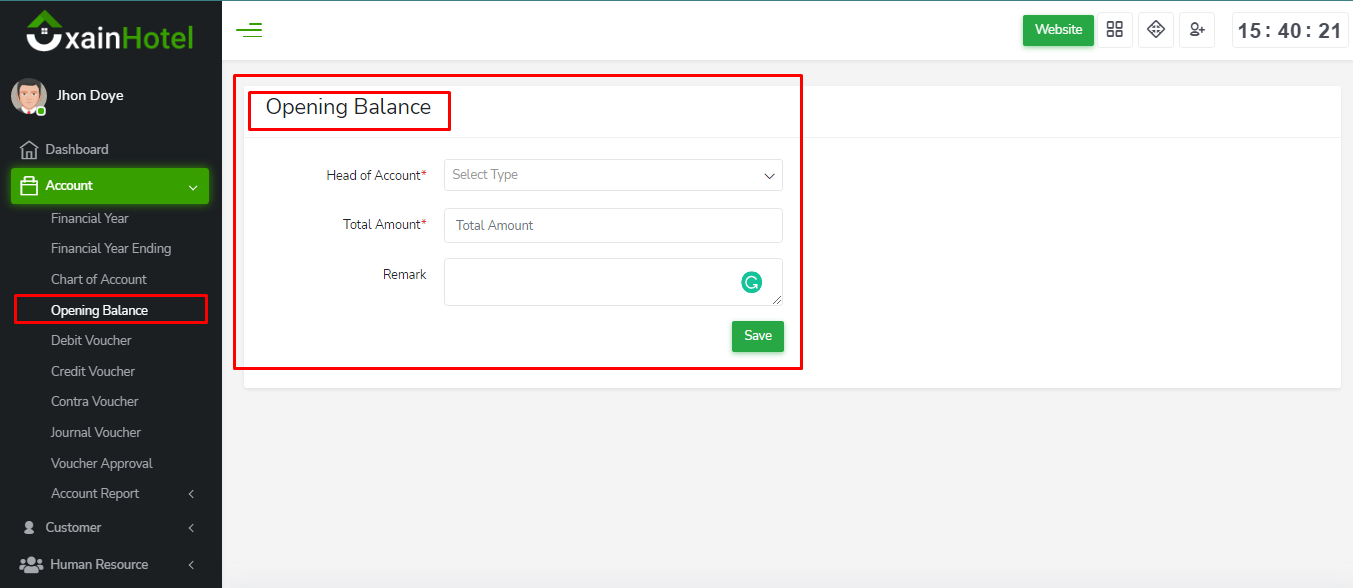 xainHotel
Website
15 : 40 : 21
Jhon Doye
Dashboard
Account
Financial Year
Financial Year Ending
Chart of Account
Opening Balance
Debit Voucher
Credit Voucher
Contra Voucher
Journal Voucher
Voucher Approval
Account Report
Customer
Human Resource
Opening Balance
Head of Account* Select Type
Total Amount* Total Amount
Remark
Save